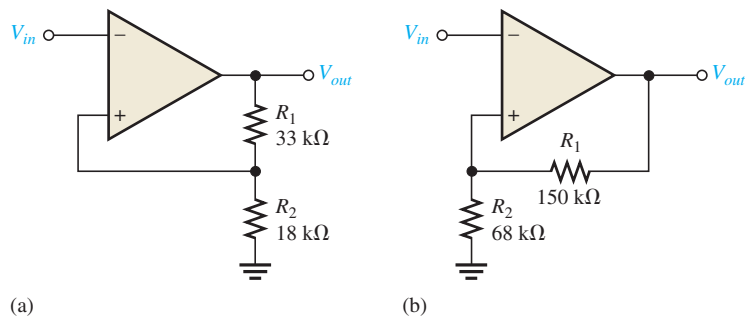 V_in
−
+
V_out
R_1
33 kΩ
R_2
18 kΩ
(a)
V_in
−
+
V_out
R_1
150 kΩ
R_2
68 kΩ
(b)